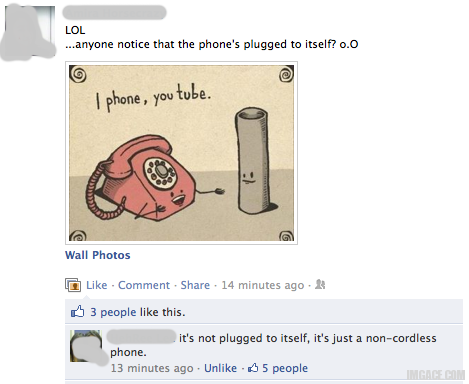 LOL
...anyone notice that the phone's plugged to itself? o.O
I phone, you tube.
Wall Photos
Like · Comment · Share · 14 minutes ago ·
3 people like this.
it's not plugged to itself, it's just a non-cordless
phone.
13 minutes ago · Unlike · 5 people
IMGACE.COM